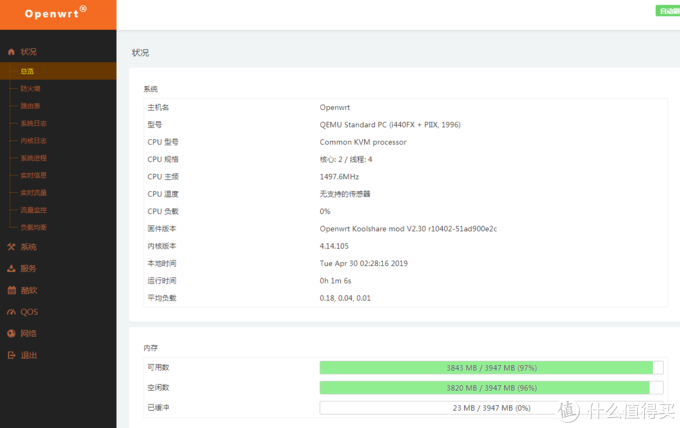 Openwrt®
启动刷
状况
总览
防火墙
路由表
系统日志
内核日志
系统进程
实时信息
实时流量
流量监控
负载均衡
系统
服务
酷软
QOS
网络
退出
状况
系统
主机名 Openwrt
型号 QEMU Standard PC (i440FX + PIIX, 1996)
CPU 型号 Common KVM processor
CPU 规格 核心: 2 / 线程: 4
CPU 主频 1497.6MHz
CPU 温度 无支持的传感器
CPU 负载 0%
固件版本 Openwrt Koolshare mod V2.30 r10402-51ad900e2c
内核版本 4.14.105
本地时间 Tue Apr 30 02:28:16 2019
运行时间 0h 1m 6s
平均负载 0.18, 0.04, 0.01
内存
可用数 3843 MB / 3947 MB (97%)
空闲数 3820 MB / 3947 MB (96%)
已缓冲 23 MB / 3947 MB (0%)
值 什么值得买